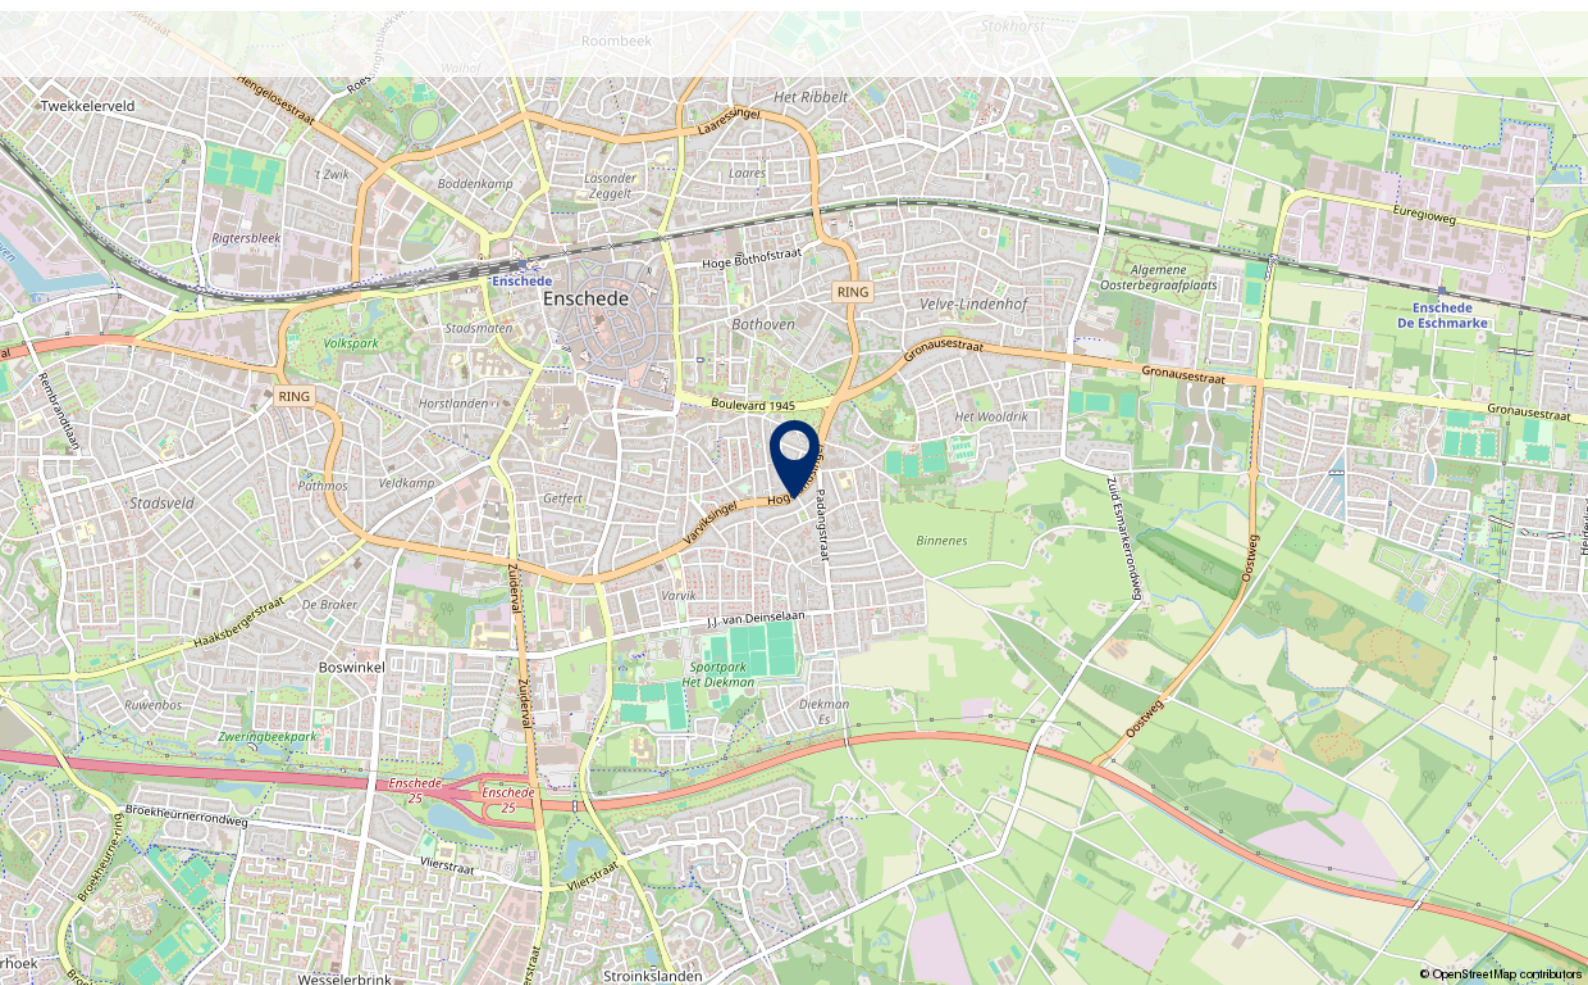 Roombeek
Stokhorst
Walhof
Hengelosestraat
Roes
Twekkelerveld
Het Ribbelt
Laaressingel
't Zwik
Boddenkamp
Lasonder
Zeggelt
Laares
Euregioweg
Rigtersbleek
Hoge Bothofstraat
Algemene
Oosterbegraafplaats
Enschede
Enschede
RING
Velve-Lindenhof
Enschede
De Eschmarke
Stadsmaten
Bothoven
Volkspark
Gronausestraat
Gronausestraat
Gronausestraat
Rembrandtlaan
RING
Horstlanden
Boulevard 1945
Het Wooldrik
Stadsveld
Pathmos
Veldkamp
Getfert
Varviksingel
Padangstraat
Zuid Esmarkerrondweg
Binnenes
Oostweg
Zuiderval
De Braker
Varvik
Haaksbergerstraat
J.J. van Deinselaan
Boswinkel
Sportpark
Het Diekman
Zuiderval
Ruwenbos
Diekman
Es
Oostweg
Zweringbeekpark
Enschede
25
Enschede
25
Broekheurnerrondweg
Broekheurne-ring
Vlierstraat
Vlierstraat
rhoek
Wesselerbrink
erstraat
Stroinkslanden
© OpenStreetMap contributors